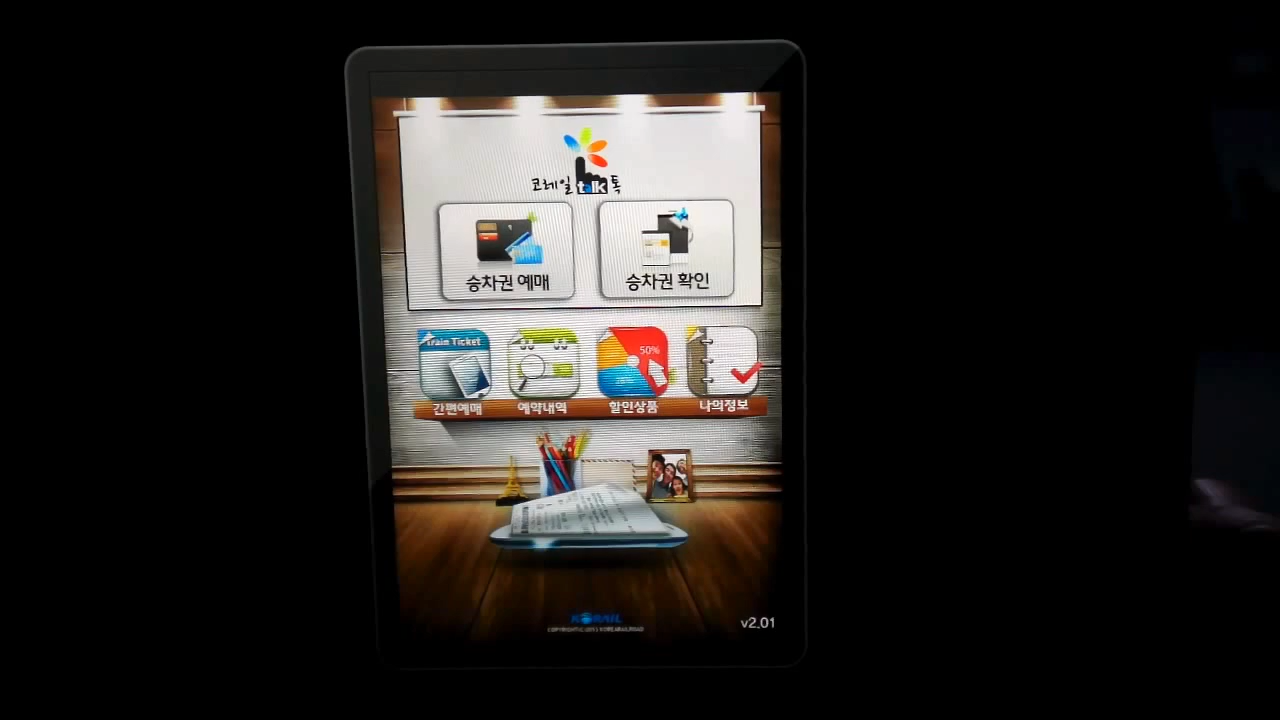 코레일 talk 톡
승차권 예매
승차권 확인
Train Ticket
50%
간편예매
예약내역
할인상품
나의정보
KORAIL
v2.01